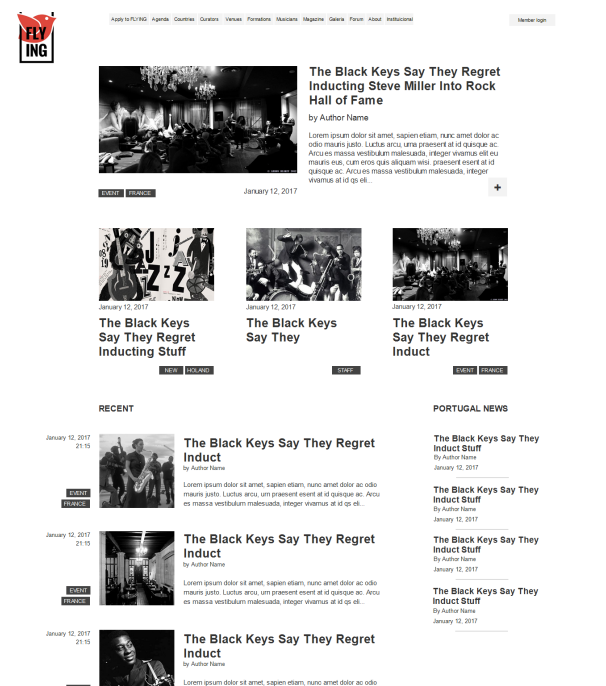 FLY
ING
Apply to FLYING Agenda Countries Curators Venues Formations Musicians Magazine Galeria Forum About Instituicional
Member login
The Black Keys Say They Regret
Inducting Steve Miller Into Rock
Hall of Fame
by Author Name
Lorem ipsum dolor sit amet, sapien etiam, nunc amet dolor ac
odio mauris justo. Luctus arcu, urna praesent at id quisque ac.
Arcu es massa vestibulum malesuada, integer vivamus elit eu
mauris eus, cum eros quis aliquam wisi, praesent esent at id
quisque ac. Arcu es massa vestibulum malesuada, integer
vivamus at id qs eli...
+
EVENT FRANCE
January 12, 2017
January 12, 2017
The Black Keys
Say They Regret
Inducting Stuff
NEW HOLAND
January 12, 2017
The Black Keys
Say They
STAFF
January 12, 2017
The Black Keys
Say They Regret
Induct
EVENT FRANCE
RECENT
January 12, 2017
21:15
EVENT
FRANCE
The Black Keys Say They Regret
Induct
by Author Name
Lorem ipsum dolor sit amet, sapien etiam, nunc amet dolor ac odio
mauris justo. Luctus arcu, urn praesent esent at id quisque ac. Arcu
es massa vestibulum malesuada, integer vivamus at id qs eli...
January 12, 2017
21:15
EVENT
FRANCE
The Black Keys Say They Regret
Induct
by Author Name
Lorem ipsum dolor sit amet, sapien etiam, nunc amet dolor ac odio
mauris justo. Luctus arcu, urn praesent esent at id quisque ac. Arcu
es massa vestibulum malesuada, integer vivamus at id qs eli...
January 12, 2017
21:15
The Black Keys Say They Regret
Induct
by Author Name
Lorem ipsum dolor sit amet, sapien etiam, nunc amet dolor ac odio
PORTUGAL NEWS
The Black Keys Say They
Induct Stuff
By Author Name
January 12, 2017
The Black Keys Say They Regret
Induct Stuff
By Author Name
January 12, 2017
The Black Keys Say They Regret
Induct Stuff
By Author Name
January 12, 2017
The Black Keys Say They Regret
Induct Stuff
By Author Name
January 12, 2017